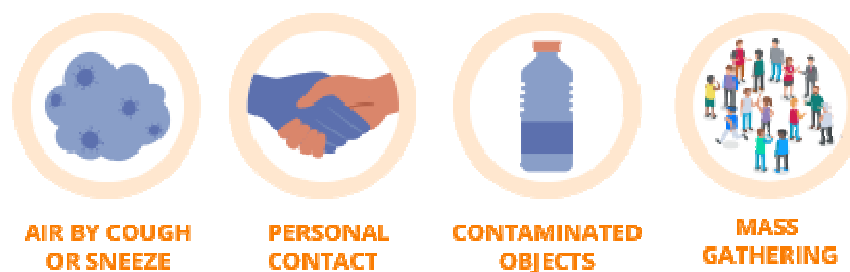 AIR BY COUGH
OR SNEEZE
PERSONAL
CONTACT
CONTAMINATED
OBJECTS
MASS
GATHERING